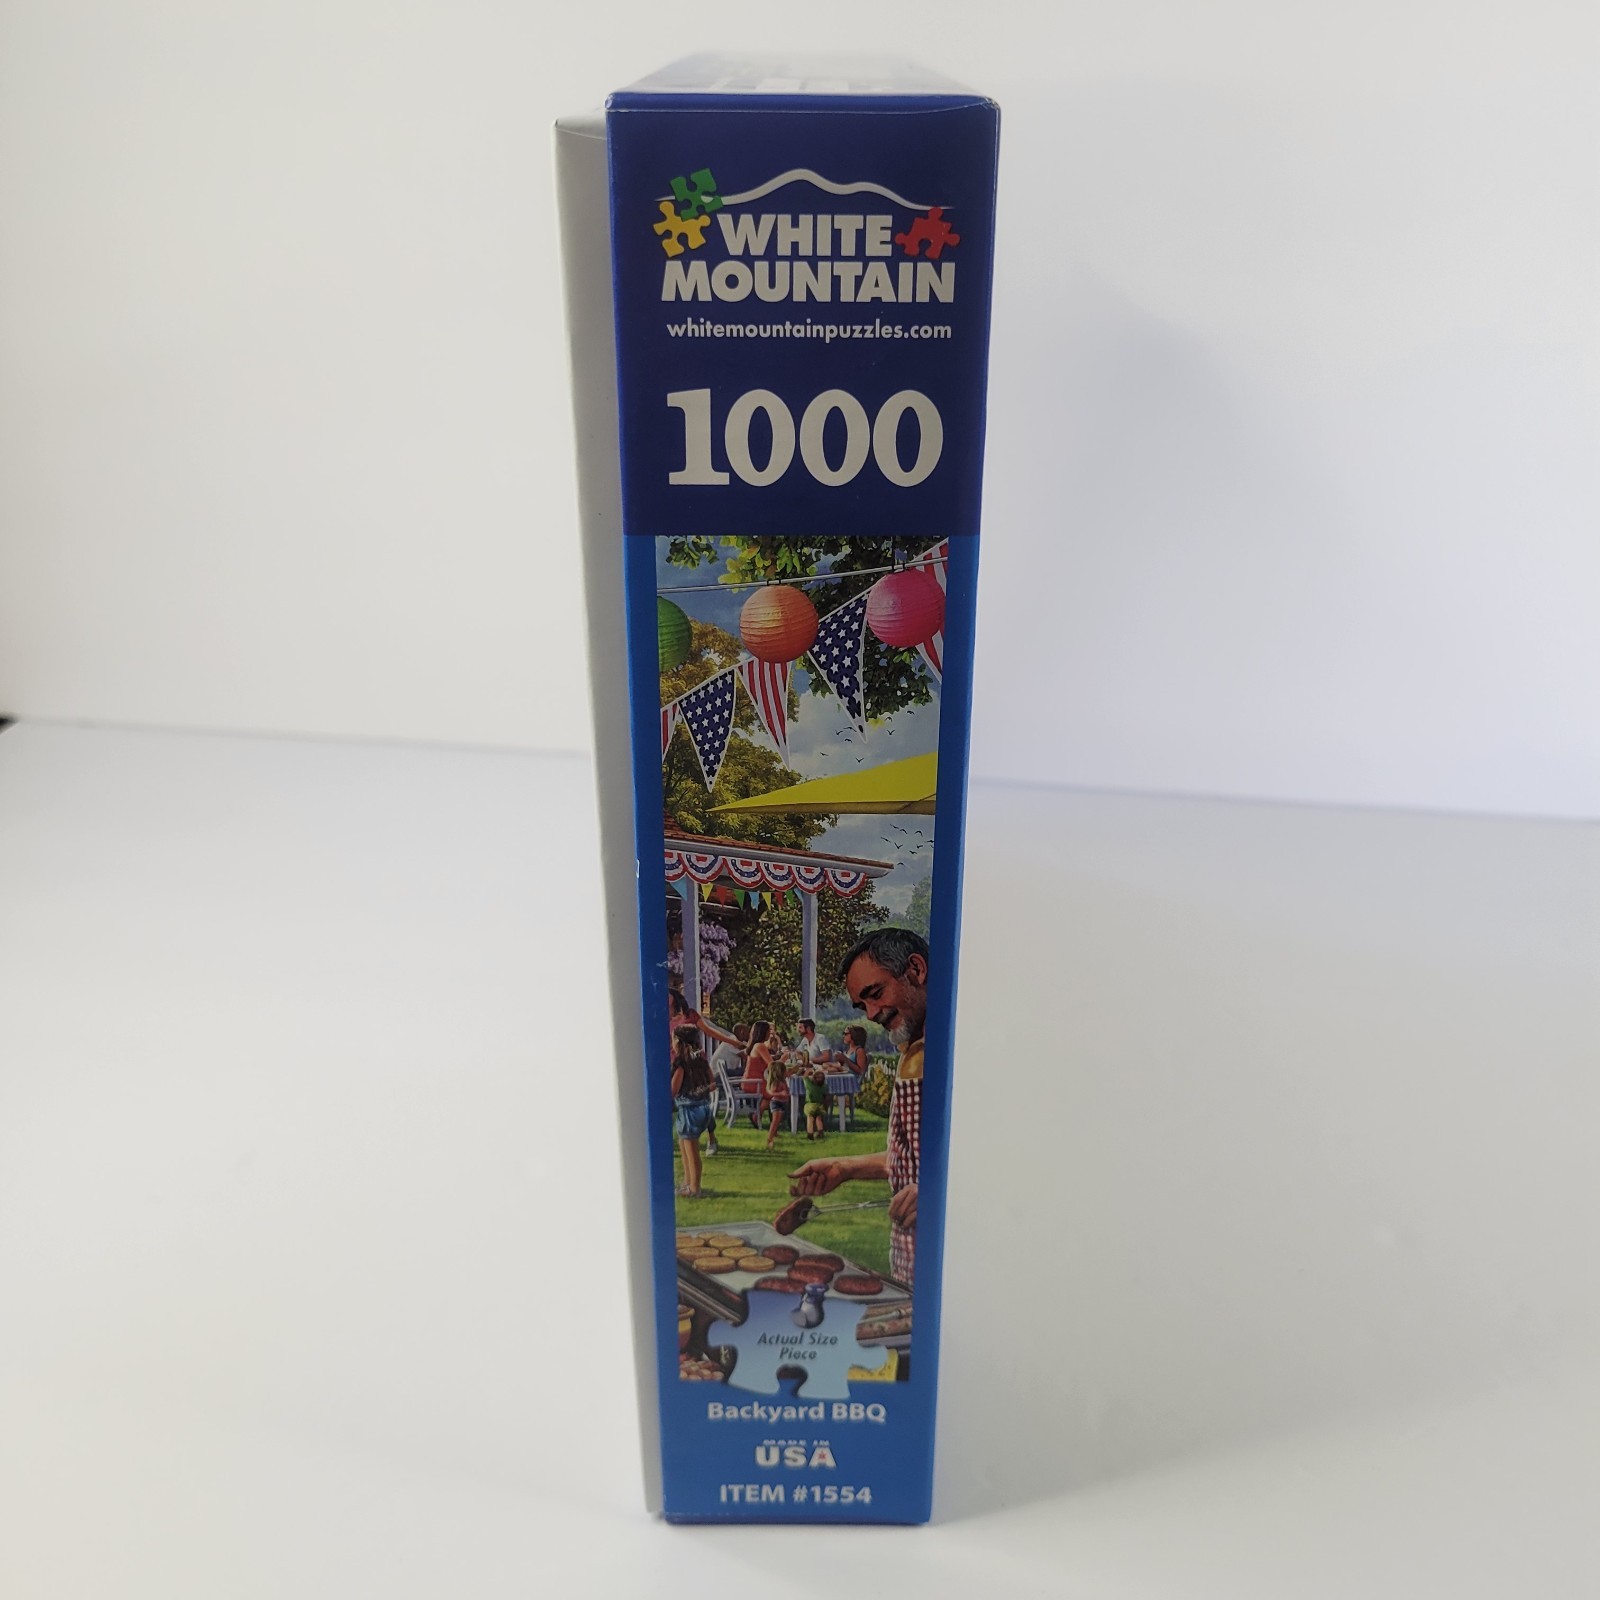 WHITE
MOUNTAIN
whitemountainpuzzles.com
1000
Actual Size
Piece
Backyard BBQ
MADE IN
USA
ITEM #1554